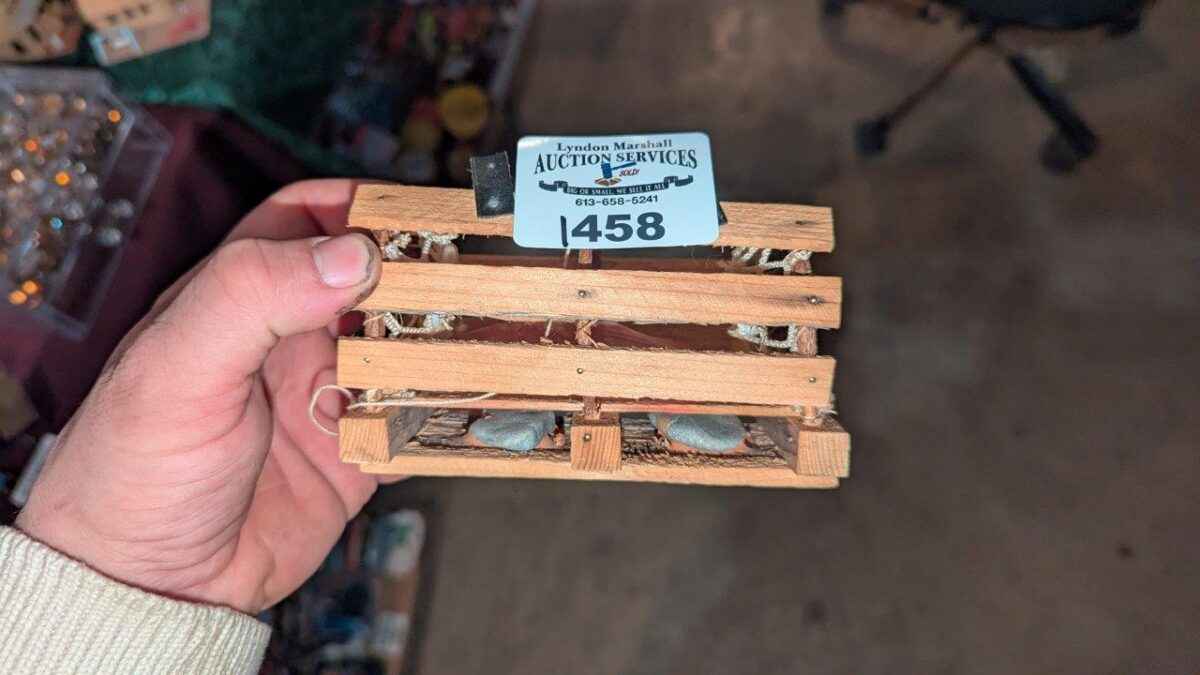 Lyndon Marshall
AUCTION SERVICES
SOLD!
BIG OR SMALL, WE SELL IT ALL
613-658-5241
1458